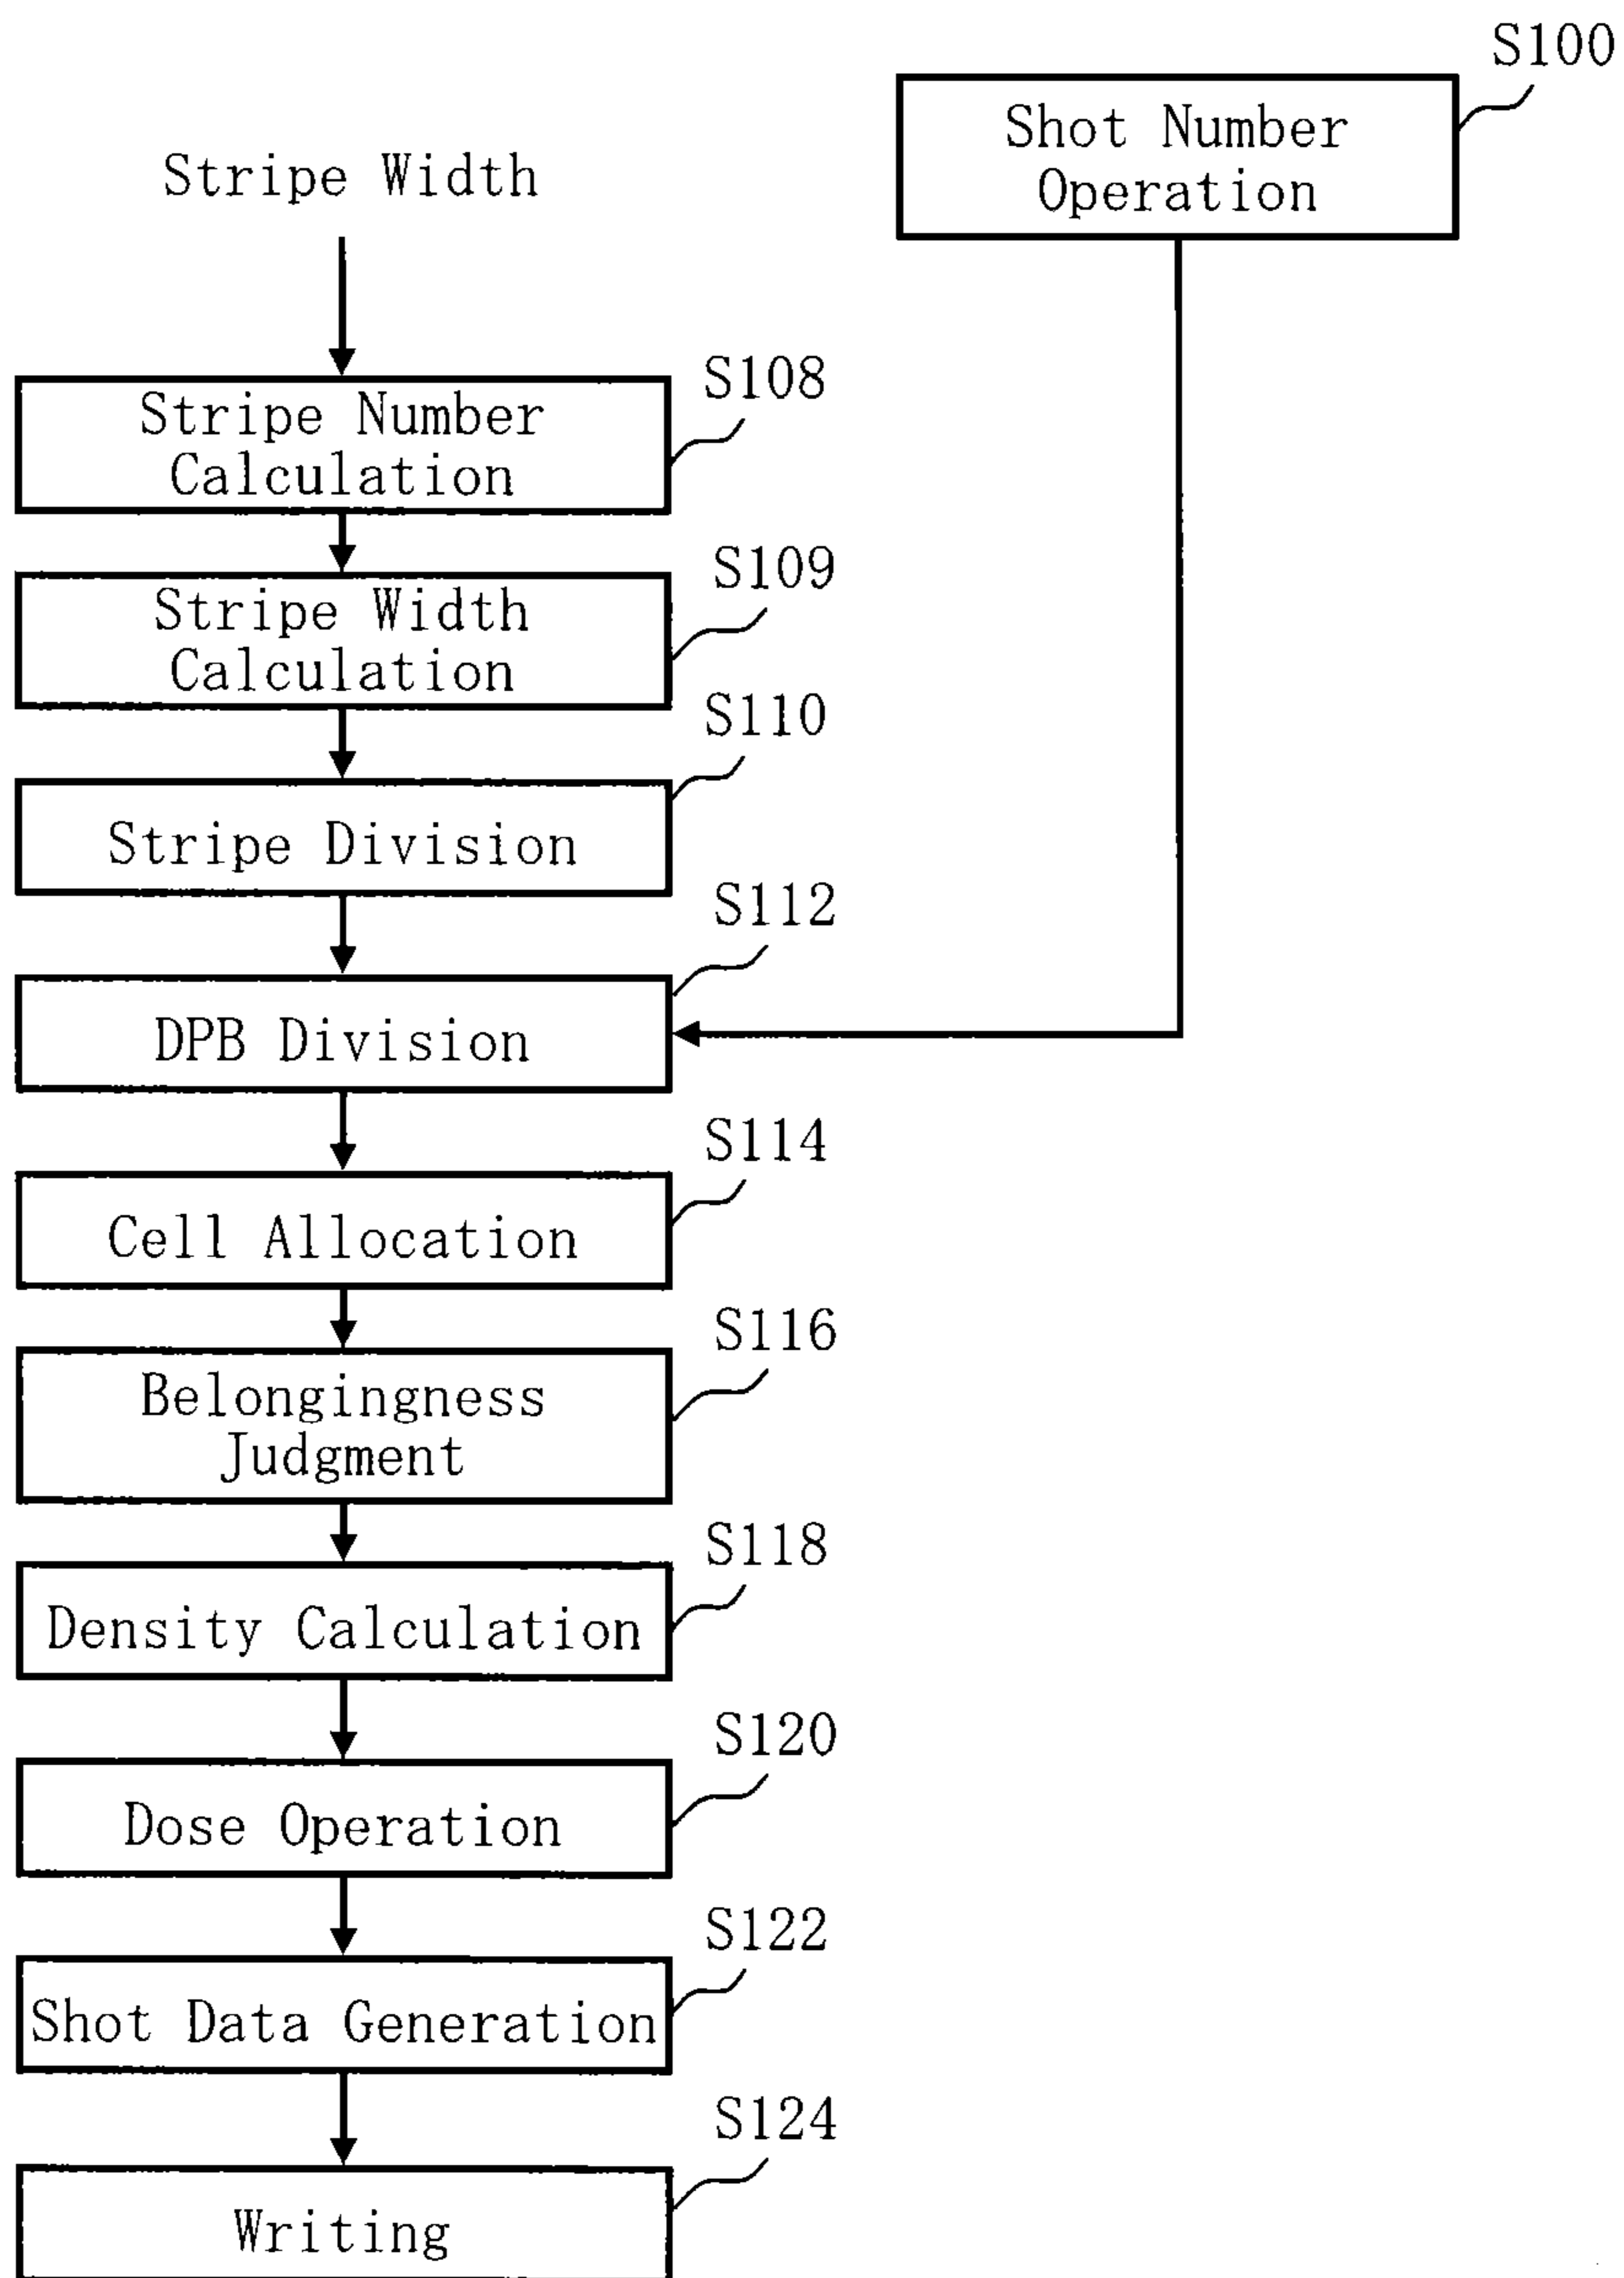 S100
Shot Number
Operation
Stripe Width
S108
Stripe Number
Calculation
S109
Stripe Width
Calculation
S110
Stripe Division
S112
DPB Division
S114
Cell Allocation
S116
Belongingness
Judgment
S118
Density Calculation
S120
Dose Operation
S122
Shot Data Generation
S124
Writing